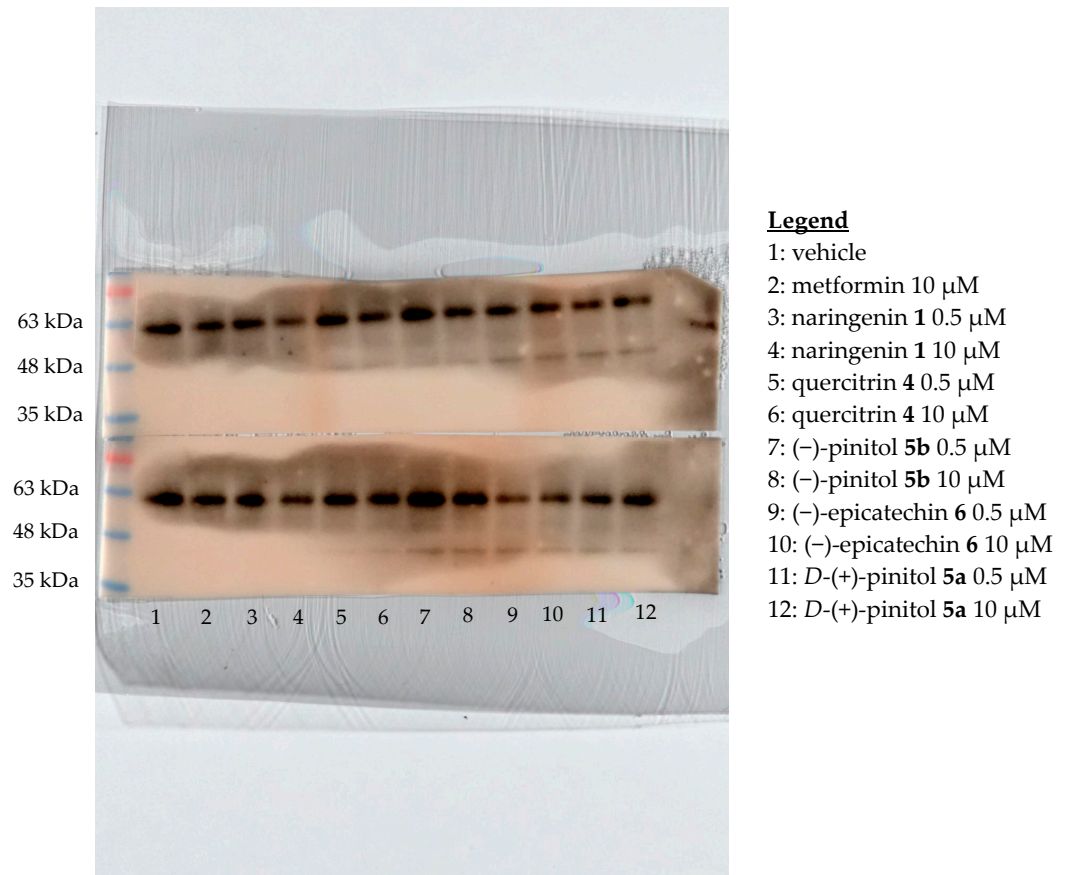 63 kDa
48 kDa
35 kDa
63 kDa
48 kDa
35 kDa
1 2 3 4 5 6 7 8 9 10 11 12
Legend
1: vehicle
2: metformin 10 µM
3: naringenin 1 0.5 µM
4: naringenin 1 10 µM
5: quercitrin 4 0.5 µM
6: quercitrin 4 10 µM
7: (−)-pinitol 5b 0.5 µM
8: (−)-pinitol 5b 10 µM
9: (−)-epicatechin 6 0.5 µM
10: (−)-epicatechin 6 10 µM
11: D-(+)-pinitol 5a 0.5 µM
12: D-(+)-pinitol 5a 10 µM